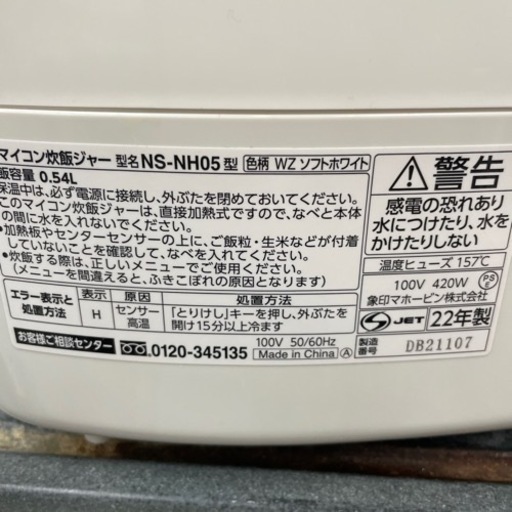 マイコン炊飯ジャー 型名 NS-NH05型 色柄 WZ ソフトホワイト
飯容量 0.54L
保温中は、必ず電源に接続し、外ぶたを閉めておいてください。
このマイコン炊飯ジャーは、直接加熱式ですので、なべと本体
の間に水を入れないでください。
・加熱板やセンターセンサーの上に、ご飯粒・生米などが付着
していないことを確認して、なべを入れてください。
・炊飯する際は、正しいメニューでご使用ください。
(メニューを間違えると、ふきこぼれの原因となります)
エラー表示と
処置方法
表示 原因 処置方法
H センサー
高温
「とりけし」キーを押し、外ぶたを
開け15分以上冷ます
お客様ご相談センター 0120-345135
100V 50/60Hz
Made in China Ⓐ
⚠警告
感電の恐れあり
水につけたり、水を
かけたりしない
温度ヒューズ 157℃
100V 420W PSE
象印マホービン株式会社
S JET 22年製
製造
番号 DB21107